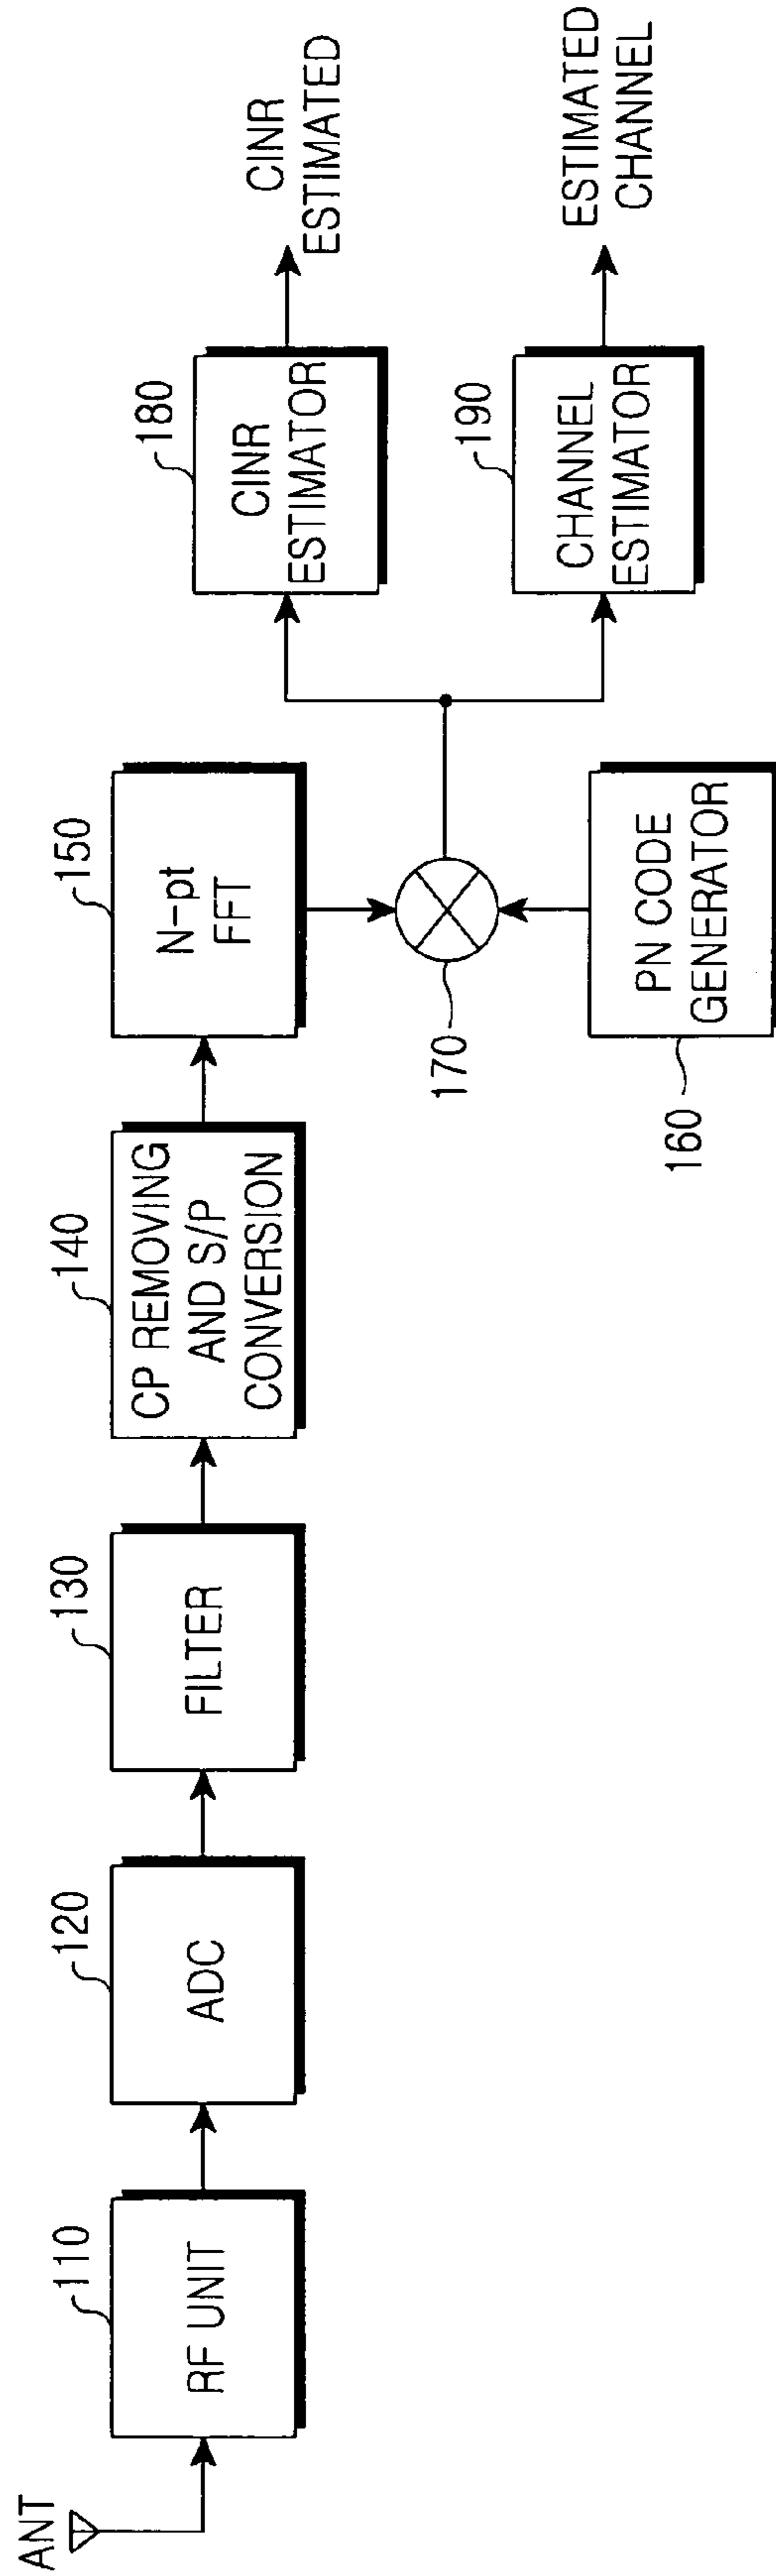 ANT
110
RF UNIT
120
ADC
130
FILTER
140
CP REMOVING
AND S/P
CONVERSION
150
N-pt
FFT
170
160
PN CODE
GENERATOR
180
CINR
ESTIMATOR
CINR
ESTIMATED
190
CHANNEL
ESTIMATOR
ESTIMATED
CHANNEL